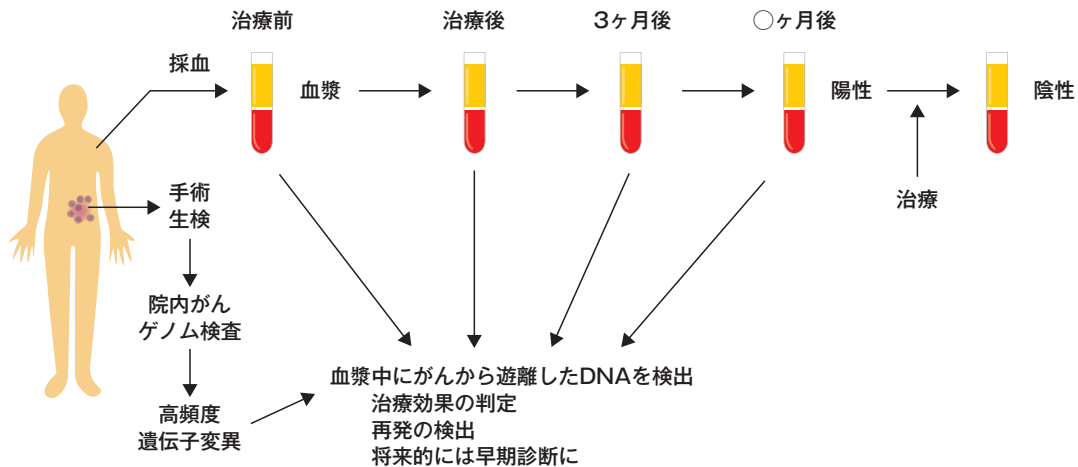 治療前
治療後
3ヶ月後
〇ヶ月後
採血
血漿
陽性
陰性
治療
手術
生検
院内がん
ゲノム検査
高頻度
遺伝子変異
血漿中にがんから遊離したDNAを検出
治療効果の判定
再発の検出
将来的には早期診断に